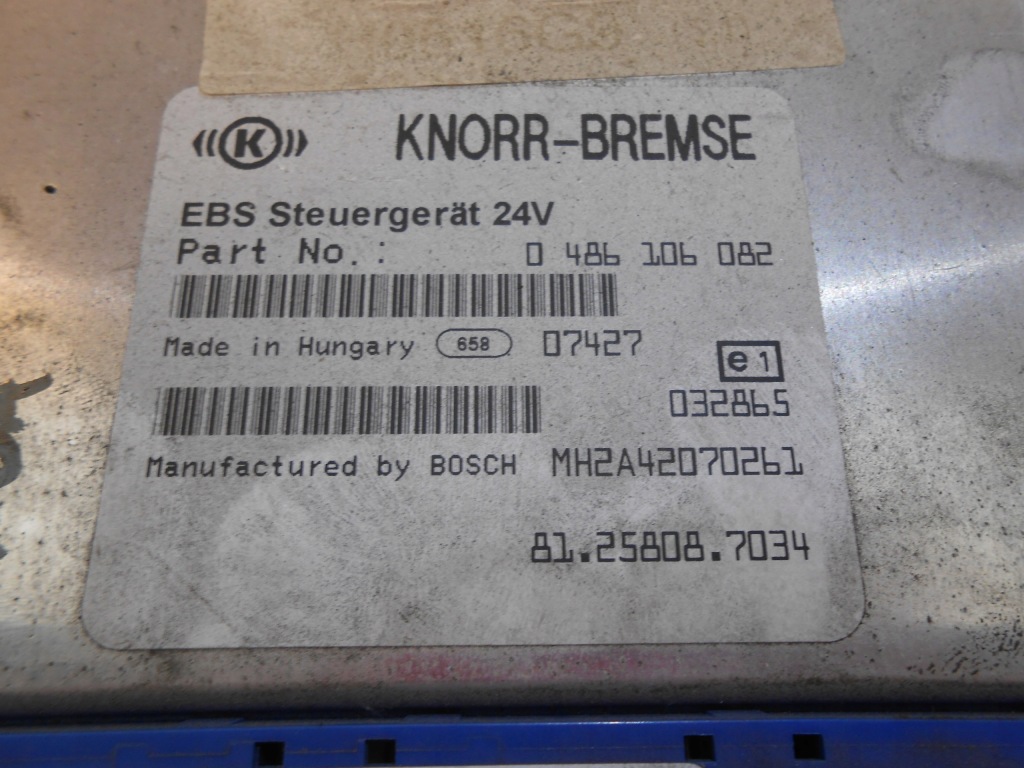 K KNORR-BREMSE
EBS Steuergerät 24V
Part No.: 0 486 106 082
Made in Hungary 658 07427
e1
032865
Manufactured by BOSCH MH2A42070261
81.25808.7034